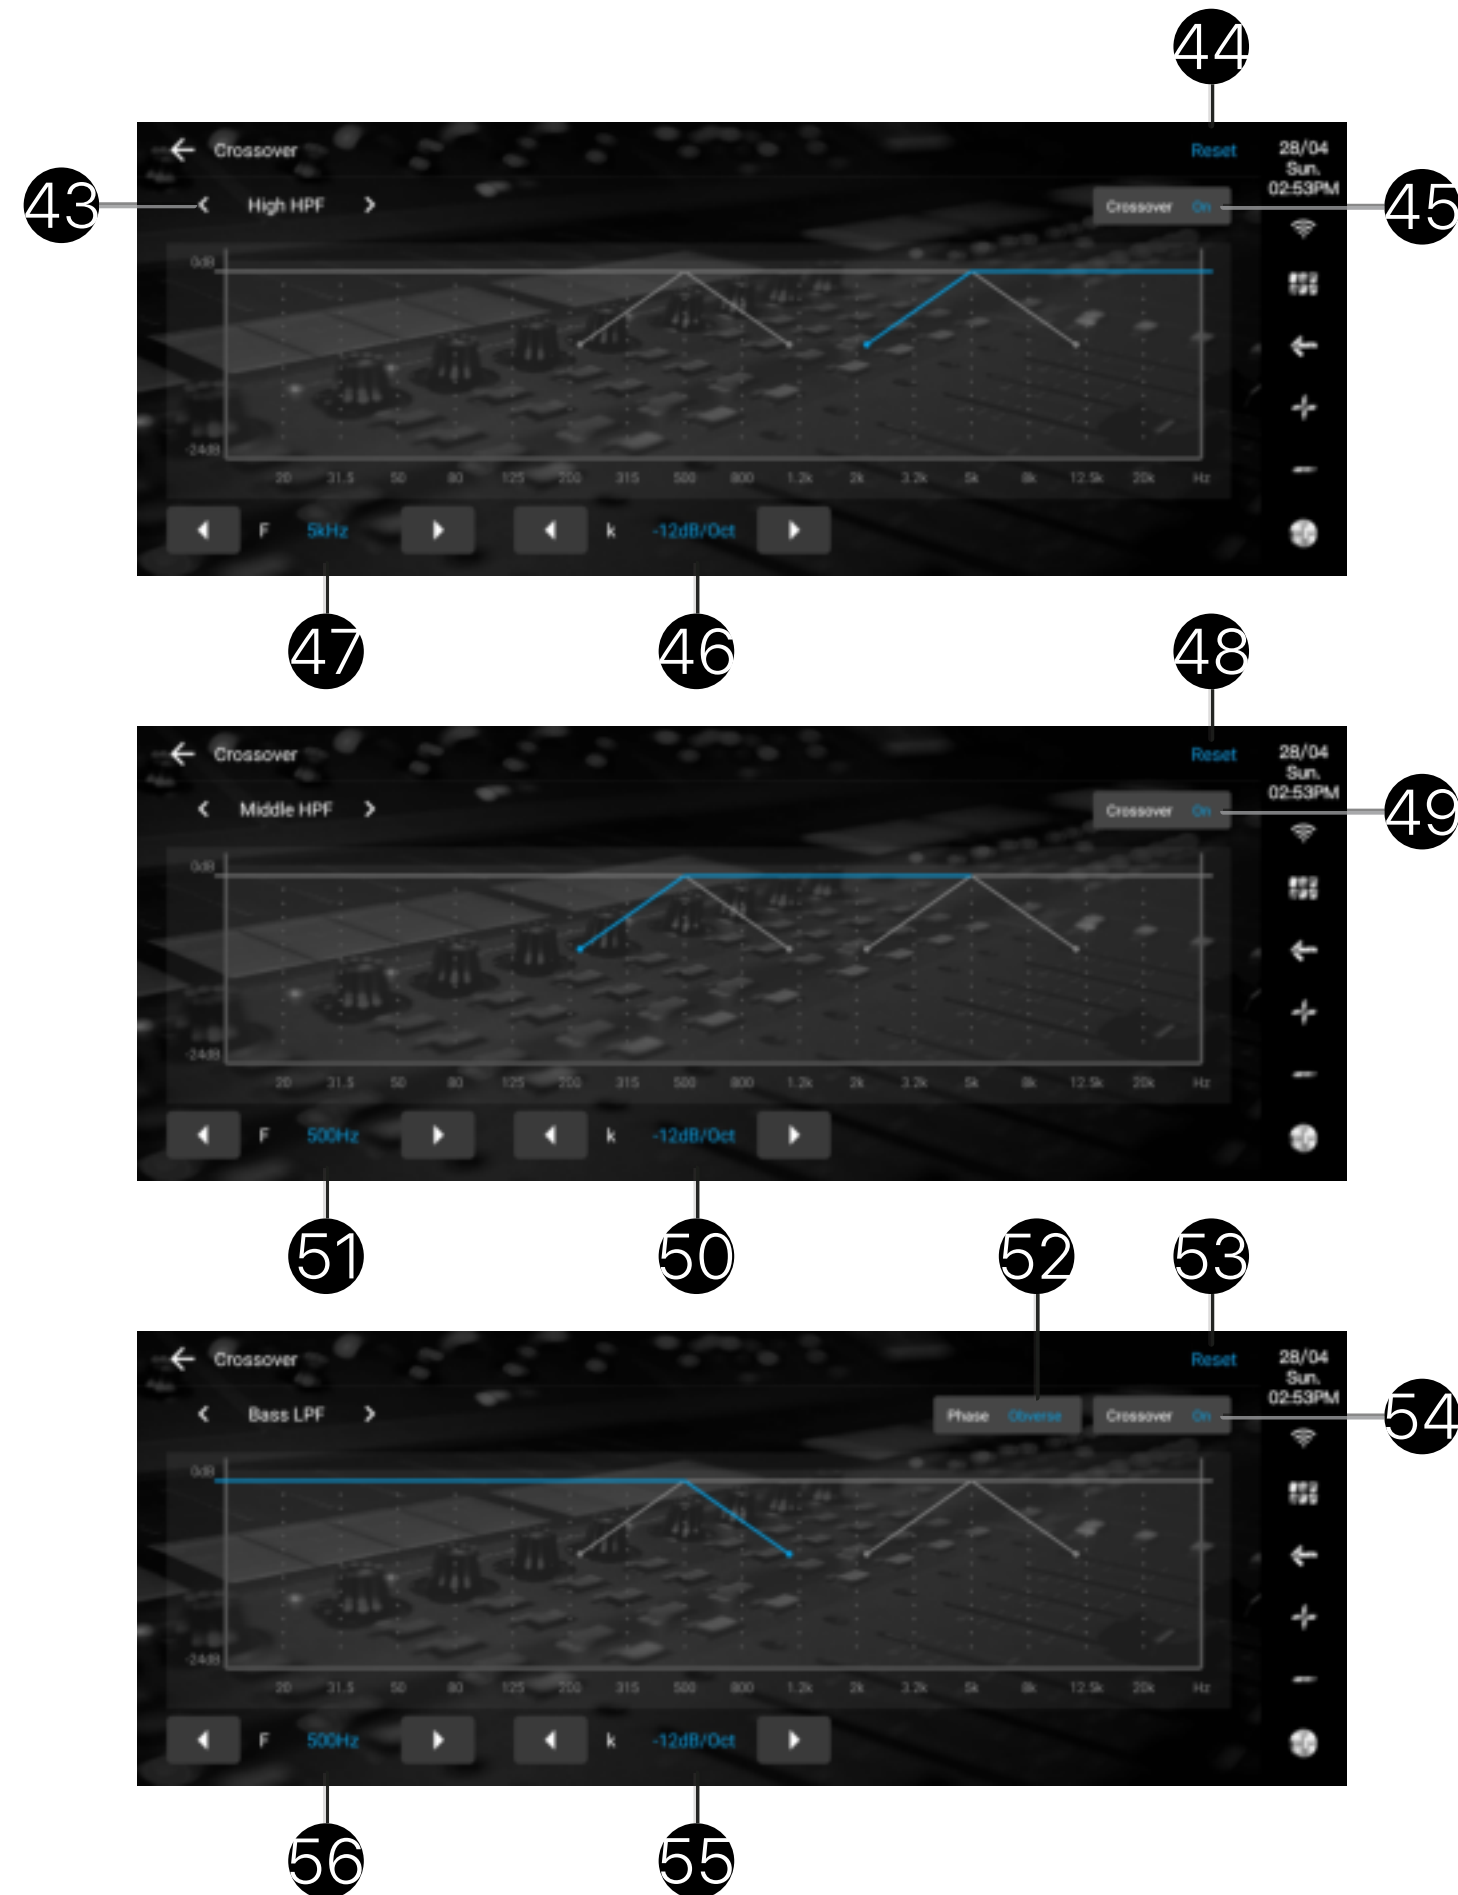 44
Crossover
Reset
28/04
Sun.
02:53PM
43
High HPF
Crossover On
45
0dB
-24dB
20 31.5 50 80 125 200 315 500 800 1.2k 2k 3.2k 5k 8k 12.5k 20k Hz
F 5kHz
k -12dB/Oct
47
46
48
Crossover
Reset
28/04
Sun.
02:53PM
Middle HPF
Crossover On
49
0dB
-24dB
20 31.5 50 80 125 200 315 500 800 1.2k 2k 3.2k 5k 8k 12.5k 20k Hz
F 500Hz
k -12dB/Oct
51
50
52
53
Crossover
Reset
28/04
Sun.
02:53PM
Bass LPF
Phase Obverse
Crossover On
54
0dB
-24dB
20 31.5 50 80 125 200 315 500 800 1.2k 2k 3.2k 5k 8k 12.5k 20k Hz
F 500Hz
k -12dB/Oct
56
55